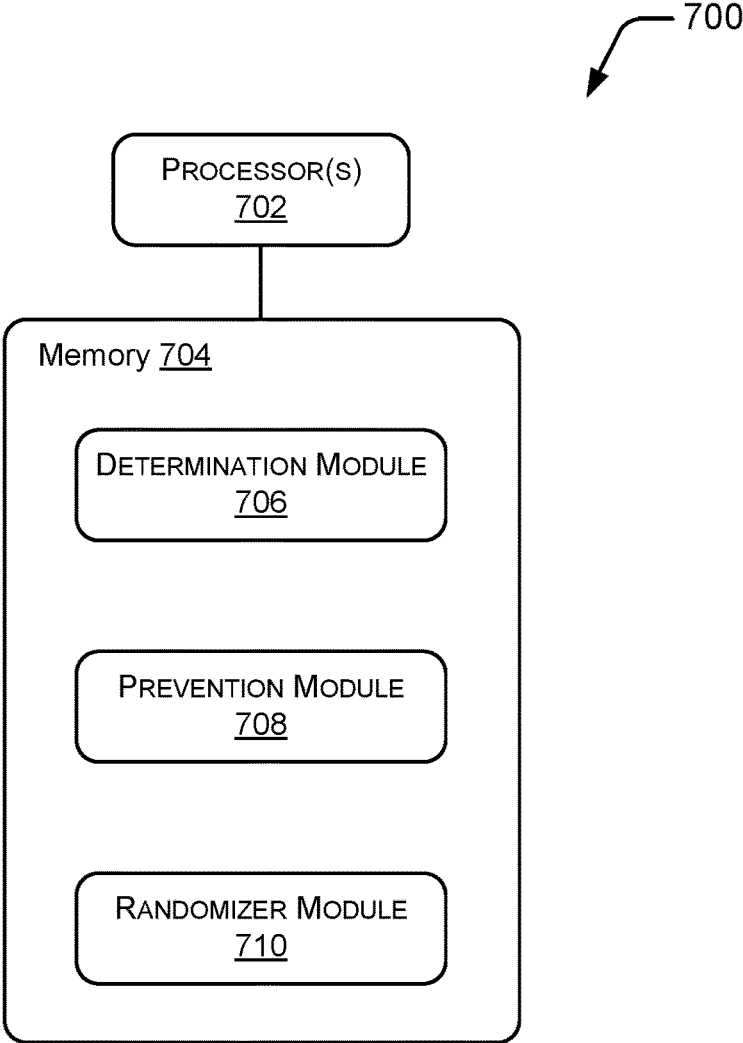 700
PROCESSOR(S)
702
Memory 704
DETERMINATION MODULE
706
PREVENTION MODULE
708
RANDOMIZER MODULE
710